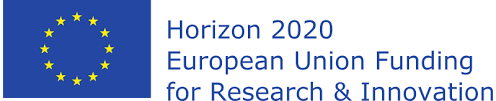 Horizon 2020
European Union Funding
for Research & Innovation